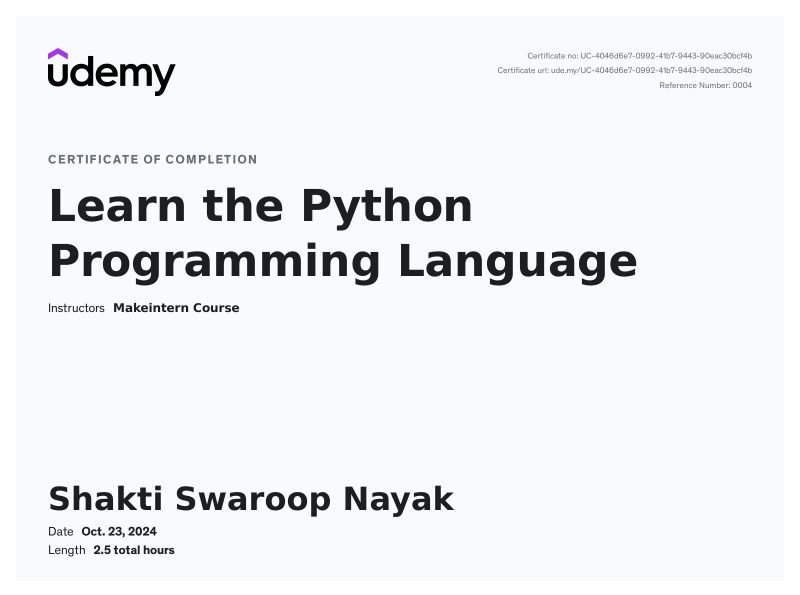 udemy
Certificate no: UC-4046d6e7-0992-41b7-9443-90eac30bcf4b
Certificate url: ude.my/UC-4046d6e7-0992-41b7-9443-90eac30bcf4b
Reference Number: 0004
CERTIFICATE OF COMPLETION
Learn the Python
Programming Language
Instructors Makeintern Course
Shakti Swaroop Nayak
Date Oct. 23, 2024
Length 2.5 total hours